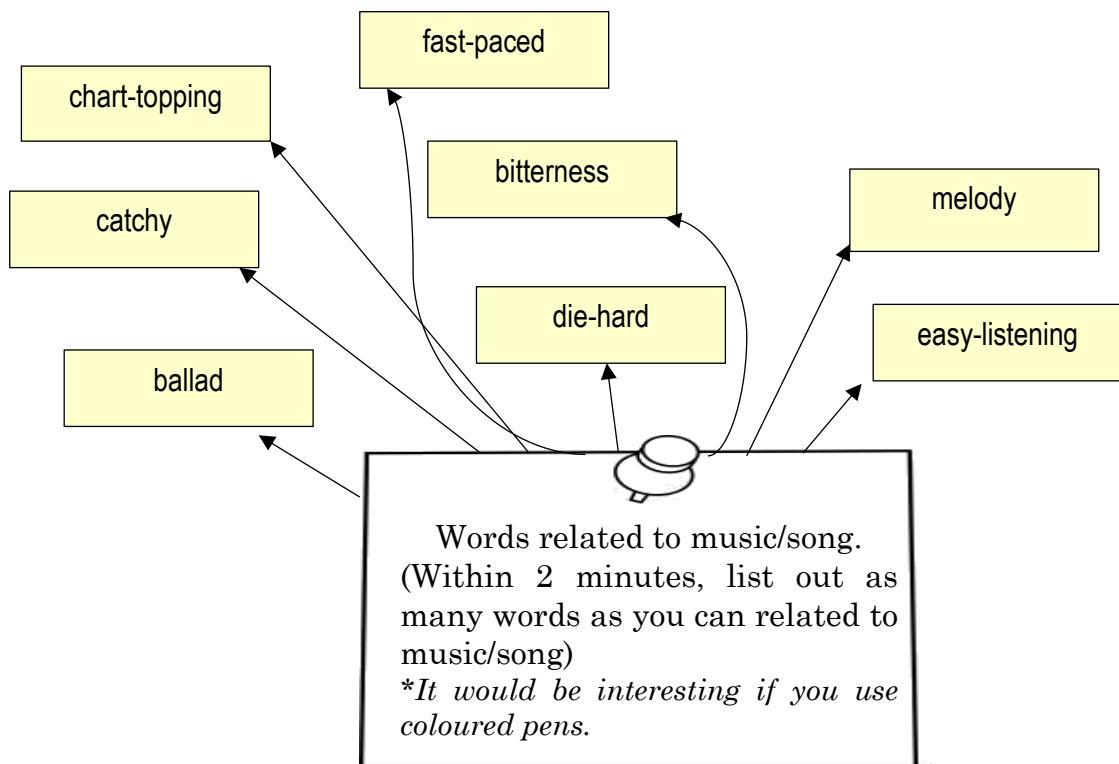 fast-paced
chart-topping
bitterness
melody
catchy
die-hard
easy-listening
ballad
Words related to music/song.
(Within 2 minutes, list out as
many words as you can related to
music/song)
*It would be interesting if you use
coloured pens.